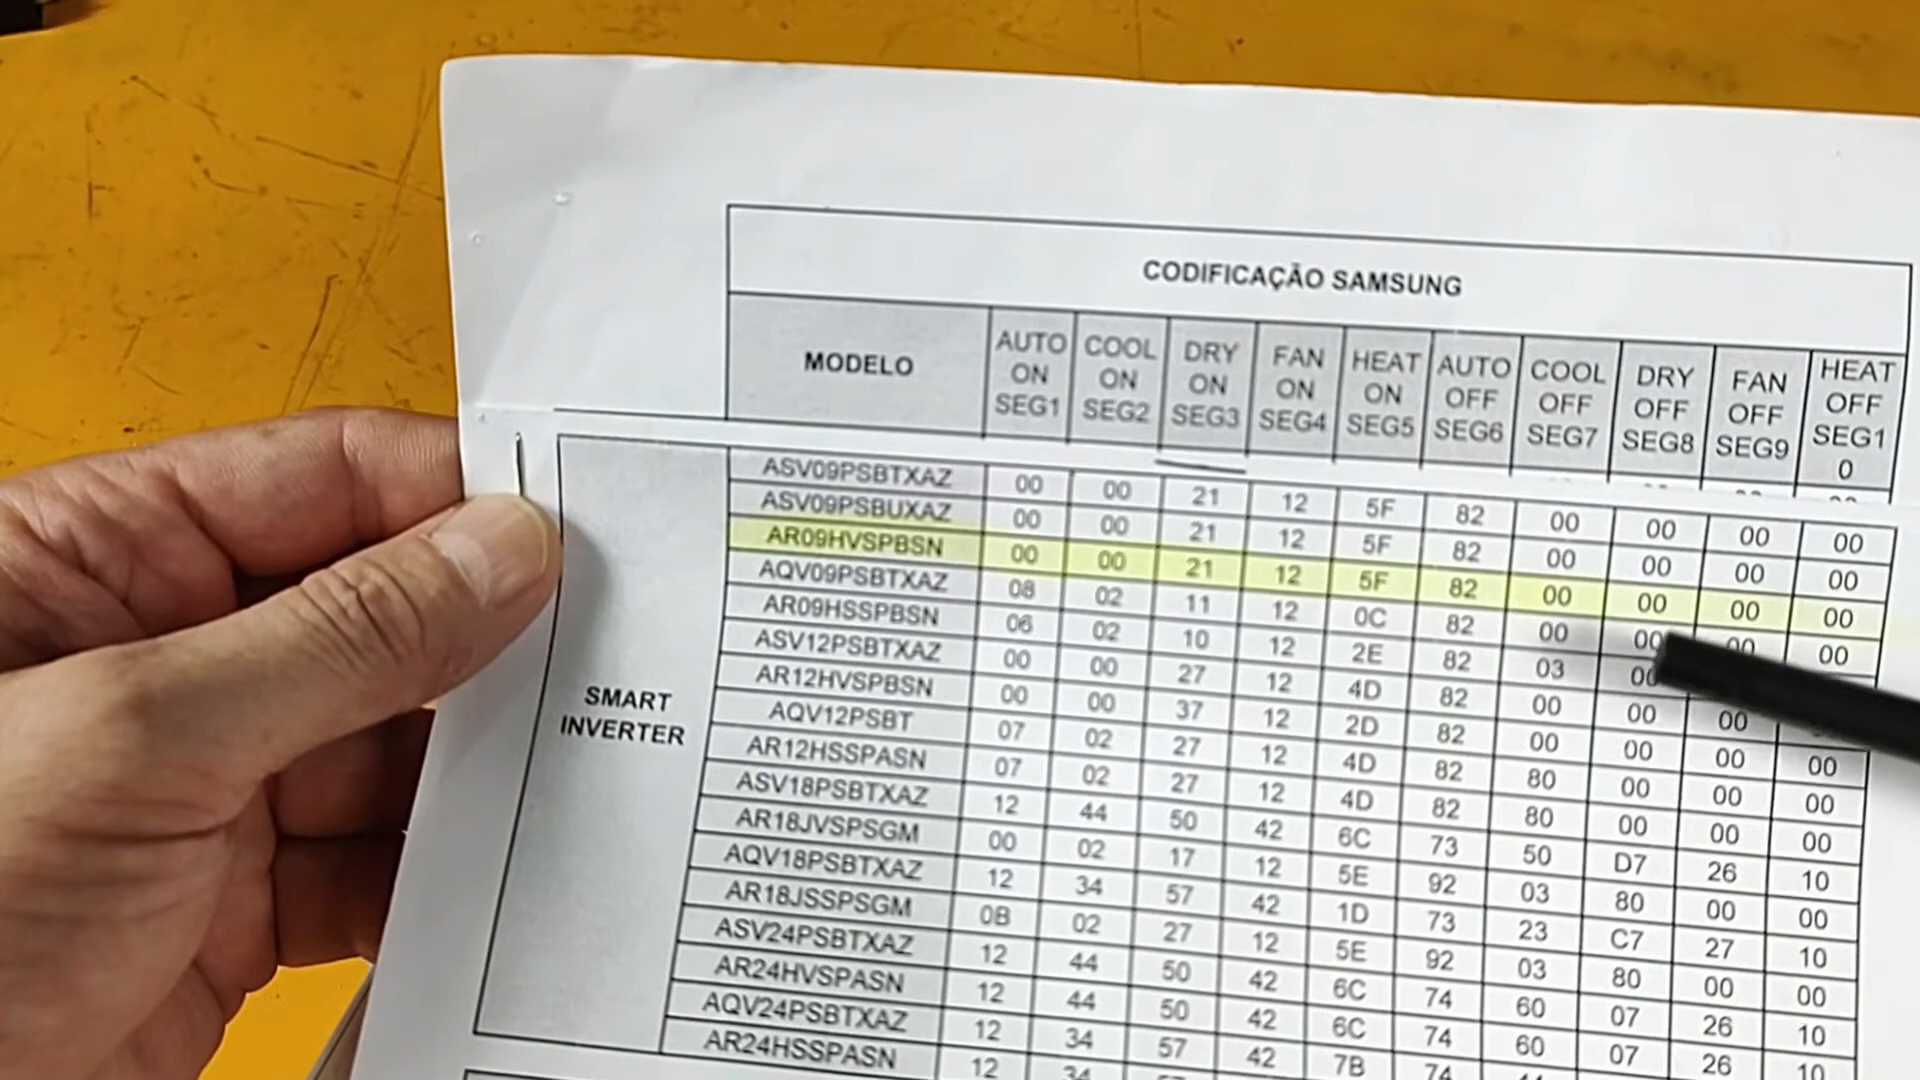 CODIFICAÇÃO SAMSUNG
MODELO AUTO ON SEG1 COOL ON SEG2 DRY ON SEG3 FAN ON SEG4 HEAT ON SEG5 AUTO OFF SEG6 COOL OFF SEG7 DRY OFF SEG8 FAN OFF SEG9 HEAT OFF SEG10
SMART INVERTER
ASV09PSBTXAZ 00 00 21 12 5F 82 00 00 00 00
ASV09PSBUXAZ 00 00 21 12 5F 82 00 00 00 00
AR09HVSPBSN 00 00 21 12 5F 82 00 00 00 00
AQV09PSBTXAZ 08 02 11 12 0C 82 00 00 00 00
AR09HSSPBSN 06 02 10 12 2E 82 03 00
ASV12PSBTXAZ 00 00 27 12 4D 82 00 00 00
AR12HVSPBSN 00 00 37 12 2D 82 00 00 00 00
AQV12PSBT 07 02 27 12 4D 82 80 00 00 00
AR12HSSPASN 07 02 27 12 4D 82 80 00 00 00
ASV18PSBTXAZ 12 44 50 42 6C 73 50 D7 26 10
AR18JVSPSGM 00 02 17 12 5E 92 03 80 00 00
AQV18PSBTXAZ 12 34 57 42 1D 73 23 C7 27 10
AR18JSSPSGM 0B 02 27 12 5E 92 03 80 00 00
ASV24PSBTXAZ 12 44 50 42 6C 74 60 07 26 10
AR24HVSPASN 12 44 50 42 6C 74 60 07 26 10
AQV24PSBTXAZ 12 34 57 42 7B 74
AR24HSSPASN 12 34